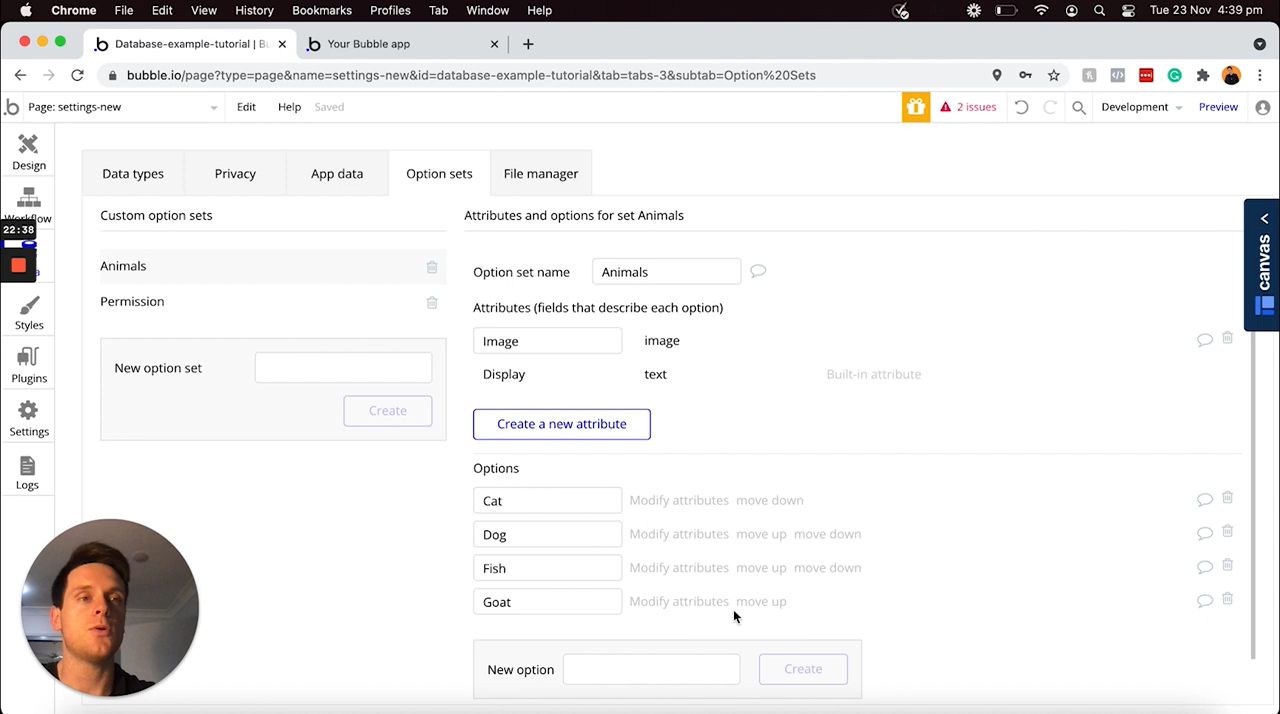 Chrome File Edit View History Bookmarks Profiles Tab Window Help Tue 23 Nov 4:39 pm
Database-example-tutorial | Bu Your Bubble app
bubble.io/page?type=page&name=settings-new&id=database-example-tutorial&tab=tabs-3&subtab=Option%20Sets
Page: settings-new Edit Help Saved 2 issues Development Preview
Design
Workflow
22:38
Styles
Plugins
Settings
Logs
Data types Privacy App data Option sets File manager
Custom option sets
Animals
Permission
New option set
Create
Attributes and options for set Animals
Option set name Animals
Attributes (fields that describe each option)
Image image
Display text Built-in attribute
Create a new attribute
Options
Cat Modify attributes move down
Dog Modify attributes move up move down
Fish Modify attributes move up move down
Goat Modify attributes move up
New option Create
canvas